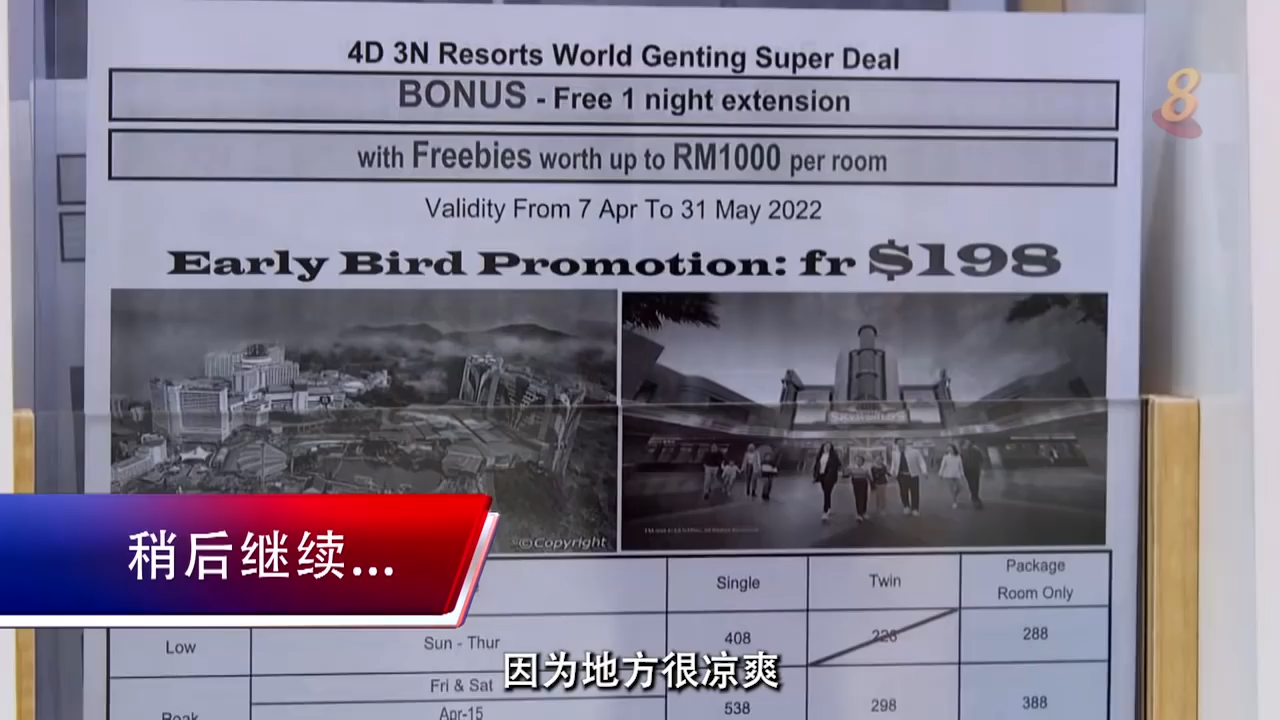 4D 3N Resorts World Genting Super Deal
8
BONUS - Free 1 night extension
with Freebies worth up to RM1000 per room
Validity From 7 Apr To 31 May 2022
Early Bird Promotion: fr $198
©Copyright
稍后继续...
Single Twin Package Room Only
Low Sun - Thur 408 228 288
Fri & Sat
Peak Apr-15 538 298 388
因为地方很凉爽